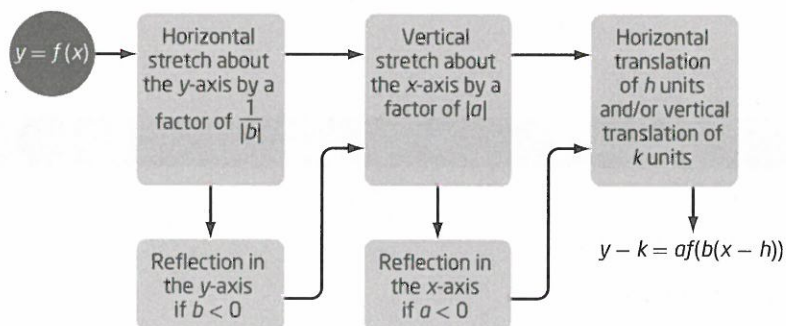 y = f(x)
Horizontal
stretch about
the y-axis by a
factor of 1/|b|
Vertical
stretch about
the x-axis by a
factor of |a|
Horizontal
translation
of h units
and/or vertical
translation of
k units
Reflection in
the y-axis
if b < 0
Reflection in
the x-axis
if a < 0
y − k = af(b(x − h))